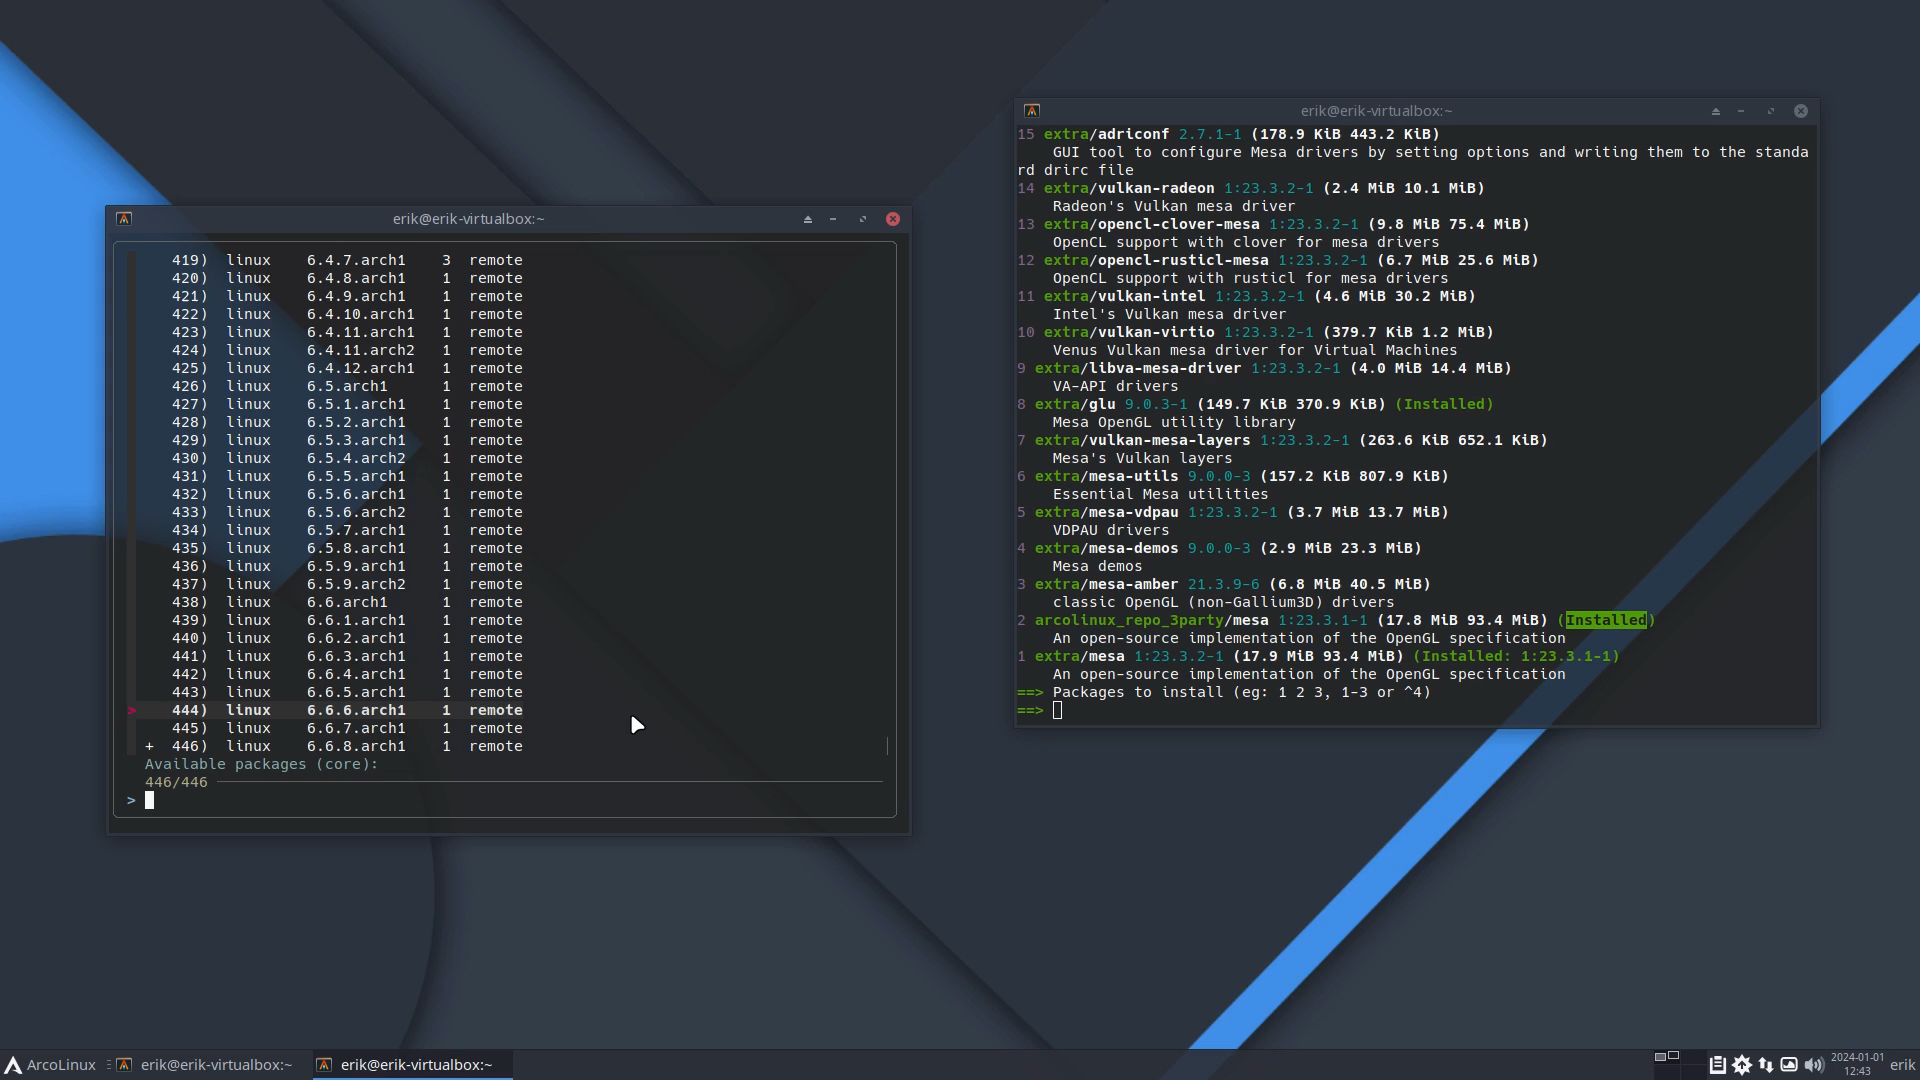 erik@erik-virtualbox:~
419) linux 6.4.7.arch1 3 remote
420) linux 6.4.8.arch1 1 remote
421) linux 6.4.9.arch1 1 remote
422) linux 6.4.10.arch1 1 remote
423) linux 6.4.11.arch1 1 remote
424) linux 6.4.11.arch2 1 remote
425) linux 6.4.12.arch1 1 remote
426) linux 6.5.arch1 1 remote
427) linux 6.5.1.arch1 1 remote
428) linux 6.5.2.arch1 1 remote
429) linux 6.5.3.arch1 1 remote
430) linux 6.5.4.arch2 1 remote
431) linux 6.5.5.arch1 1 remote
432) linux 6.5.6.arch1 1 remote
433) linux 6.5.6.arch2 1 remote
434) linux 6.5.7.arch1 1 remote
435) linux 6.5.8.arch1 1 remote
436) linux 6.5.9.arch1 1 remote
437) linux 6.5.9.arch2 1 remote
438) linux 6.6.arch1 1 remote
439) linux 6.6.1.arch1 1 remote
440) linux 6.6.2.arch1 1 remote
441) linux 6.6.3.arch1 1 remote
442) linux 6.6.4.arch1 1 remote
443) linux 6.6.5.arch1 1 remote
> 444) linux 6.6.6.arch1 1 remote
445) linux 6.6.7.arch1 1 remote
+ 446) linux 6.6.8.arch1 1 remote
Available packages (core):
446/446
>
erik@erik-virtualbox:~
15 extra/adriconf 2.7.1-1 (178.9 KiB 443.2 KiB)
GUI tool to configure Mesa drivers by setting options and writing them to the standa
rd drirc file
14 extra/vulkan-radeon 1:23.3.2-1 (2.4 MiB 10.1 MiB)
Radeon's Vulkan mesa driver
13 extra/opencl-clover-mesa 1:23.3.2-1 (9.8 MiB 75.4 MiB)
OpenCL support with clover for mesa drivers
12 extra/opencl-rusticl-mesa 1:23.3.2-1 (6.7 MiB 25.6 MiB)
OpenCL support with rusticl for mesa drivers
11 extra/vulkan-intel 1:23.3.2-1 (4.6 MiB 30.2 MiB)
Intel's Vulkan mesa driver
10 extra/vulkan-virtio 1:23.3.2-1 (379.7 KiB 1.2 MiB)
Venus Vulkan mesa driver for Virtual Machines
9 extra/libva-mesa-driver 1:23.3.2-1 (4.0 MiB 14.4 MiB)
VA-API drivers
8 extra/glu 9.0.3-1 (149.7 KiB 370.9 KiB) (Installed)
Mesa OpenGL utility library
7 extra/vulkan-mesa-layers 1:23.3.2-1 (263.6 KiB 652.1 KiB)
Mesa's Vulkan layers
6 extra/mesa-utils 9.0.0-3 (157.2 KiB 807.9 KiB)
Essential Mesa utilities
5 extra/mesa-vdpau 1:23.3.2-1 (3.7 MiB 13.7 MiB)
VDPAU drivers
4 extra/mesa-demos 9.0.0-3 (2.9 MiB 23.3 MiB)
Mesa demos
3 extra/mesa-amber 21.3.9-6 (6.8 MiB 40.5 MiB)
classic OpenGL (non-Gallium3D) drivers
2 arcolinux_repo_3party/mesa 1:23.3.1-1 (17.8 MiB 93.4 MiB) (Installed)
An open-source implementation of the OpenGL specification
1 extra/mesa 1:23.3.2-1 (17.9 MiB 93.4 MiB) (Installed: 1:23.3.1-1)
An open-source implementation of the OpenGL specification
==> Packages to install (eg: 1 2 3, 1-3 or ^4)
==>
ArcoLinux erik@erik-virtualbox:~ erik@erik-virtualbox:~ 2024-01-01 erik
12:43